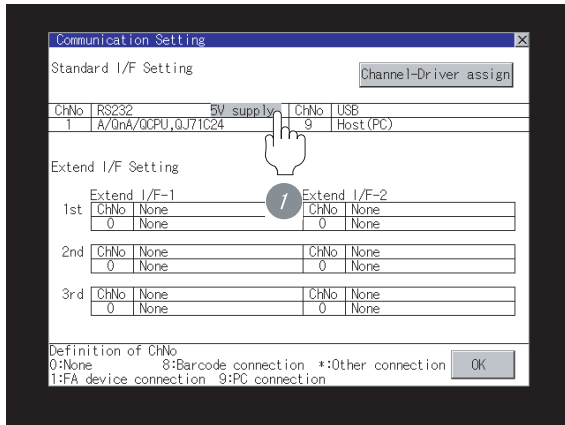 Communication Setting
Standard I/F Setting
Channel-Driver assign
ChNo RS232 5V supply ChNo USB
1 A/QnA/QCPU,QJ71C24 9 Host(PC)
Extend I/F Setting
1
Extend I/F-1 Extend I/F-2
1st ChNo None ChNo None
0 None 0 None
2nd ChNo None ChNo None
0 None 0 None
3rd ChNo None ChNo None
0 None 0 None
Definition of ChNo
0:None 8:Barcode connection *:Other connection
1:FA device connection 9:PC connection
OK